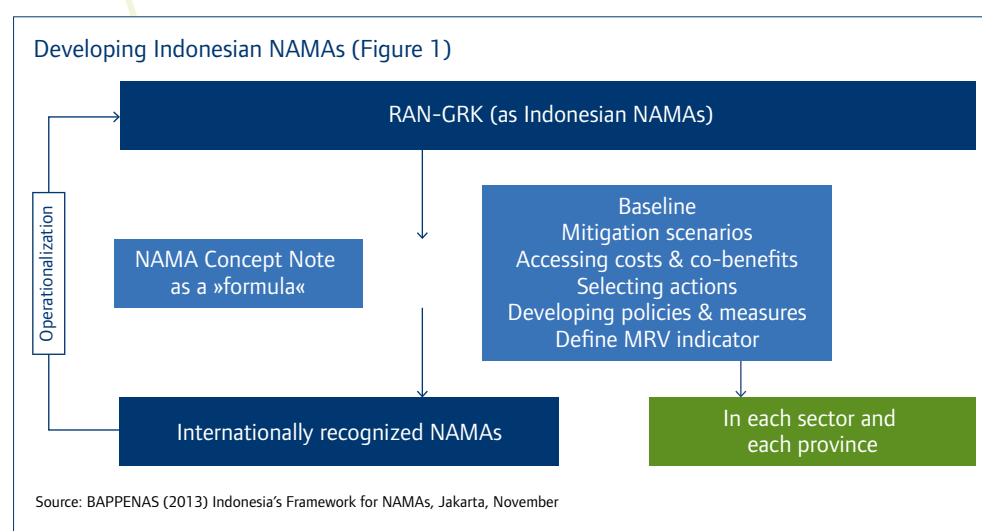 Developing Indonesian NAMAs (Figure 1)
RAN-GRK (as Indonesian NAMAs)
Operationalization
NAMA Concept Note
as a »formula«
Baseline
Mitigation scenarios
Accessing costs & co-benefits
Selecting actions
Developing policies & measures
Define MRV indicator
Internationally recognized NAMAs
In each sector and
each province
Source: BAPPENAS (2013) Indonesia’s Framework for NAMAs, Jakarta, November